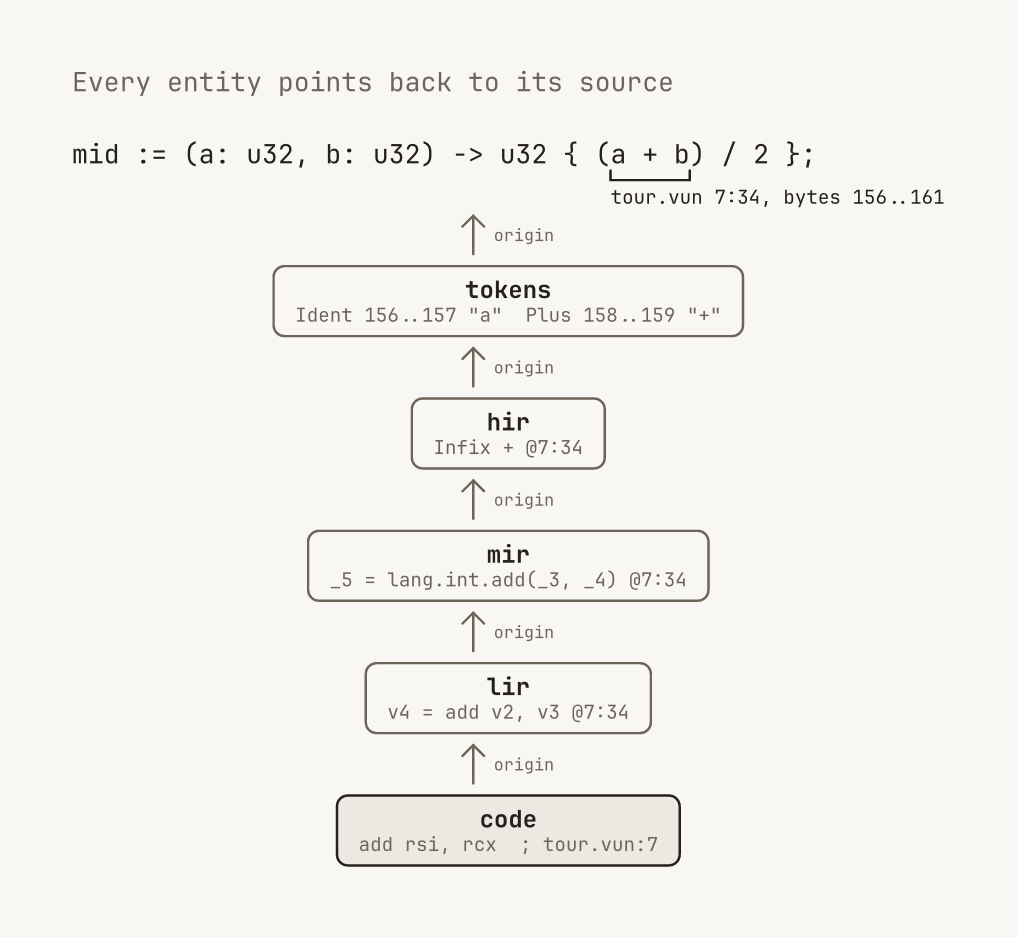 Every entity points back to its source
mid := (a: u32, b: u32) -> u32 { (a + b) / 2 };
tour.vun 7:34, bytes 156..161
origin
tokens
Ident 156..157 "a"  Plus 158..159 "+"
origin
hir
Infix + @7:34
origin
mir
_5 = lang.int.add(_3, _4) @7:34
origin
lir
v4 = add v2, v3 @7:34
origin
code
add rsi, rcx  ; tour.vun:7